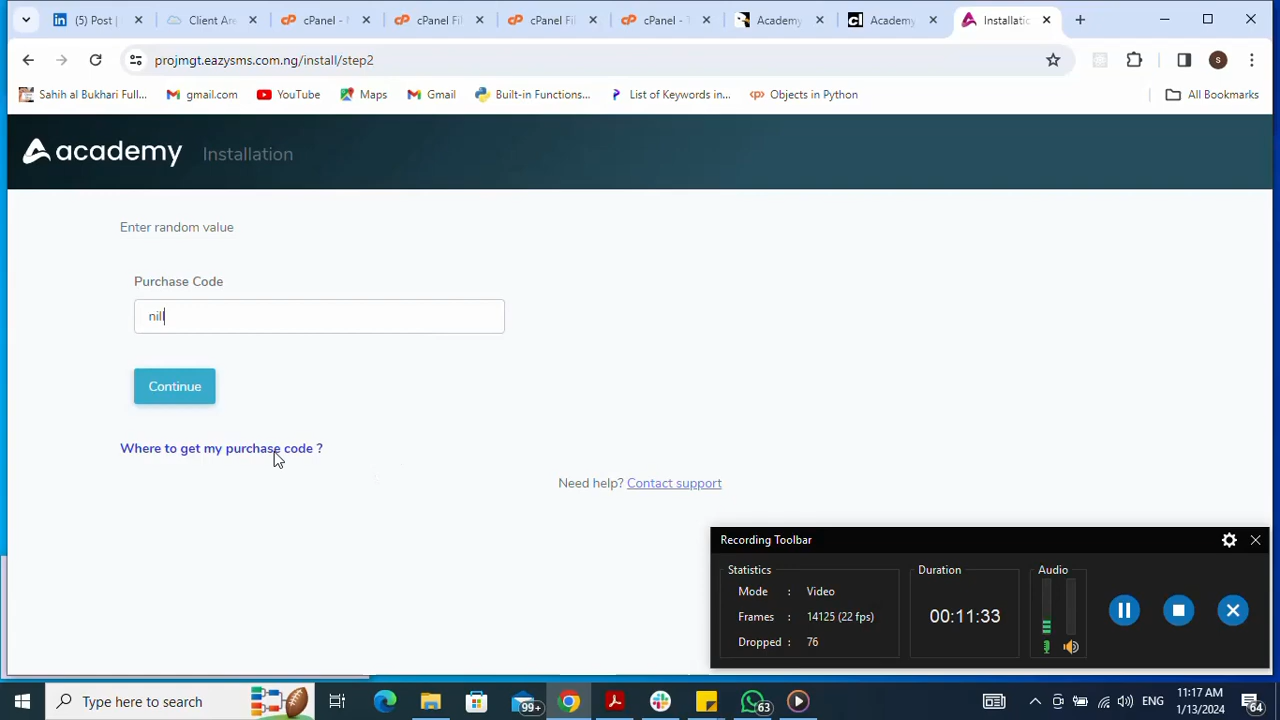 (5) Post |
Client Are
cPanel - M
cPanel Fil
cPanel Fil
cPanel - T
Academy
Academy
Installatio
projmgt.eazysms.com.ng/install/step2
S
Sahih al Bukhari Full...
gmail.com
YouTube
Maps
Gmail
Built-in Functions...
List of Keywords in...
Objects in Python
All Bookmarks
academy Installation
Enter random value
Purchase Code
nill
Continue
Where to get my purchase code ?
Need help? Contact support
Recording Toolbar
Statistics
Mode : Video
Frames : 14125 (22 fps)
Dropped : 76
Duration
00:11:33
Audio
Type here to search
99+
63
ENG
11:17 AM
1/13/2024
64